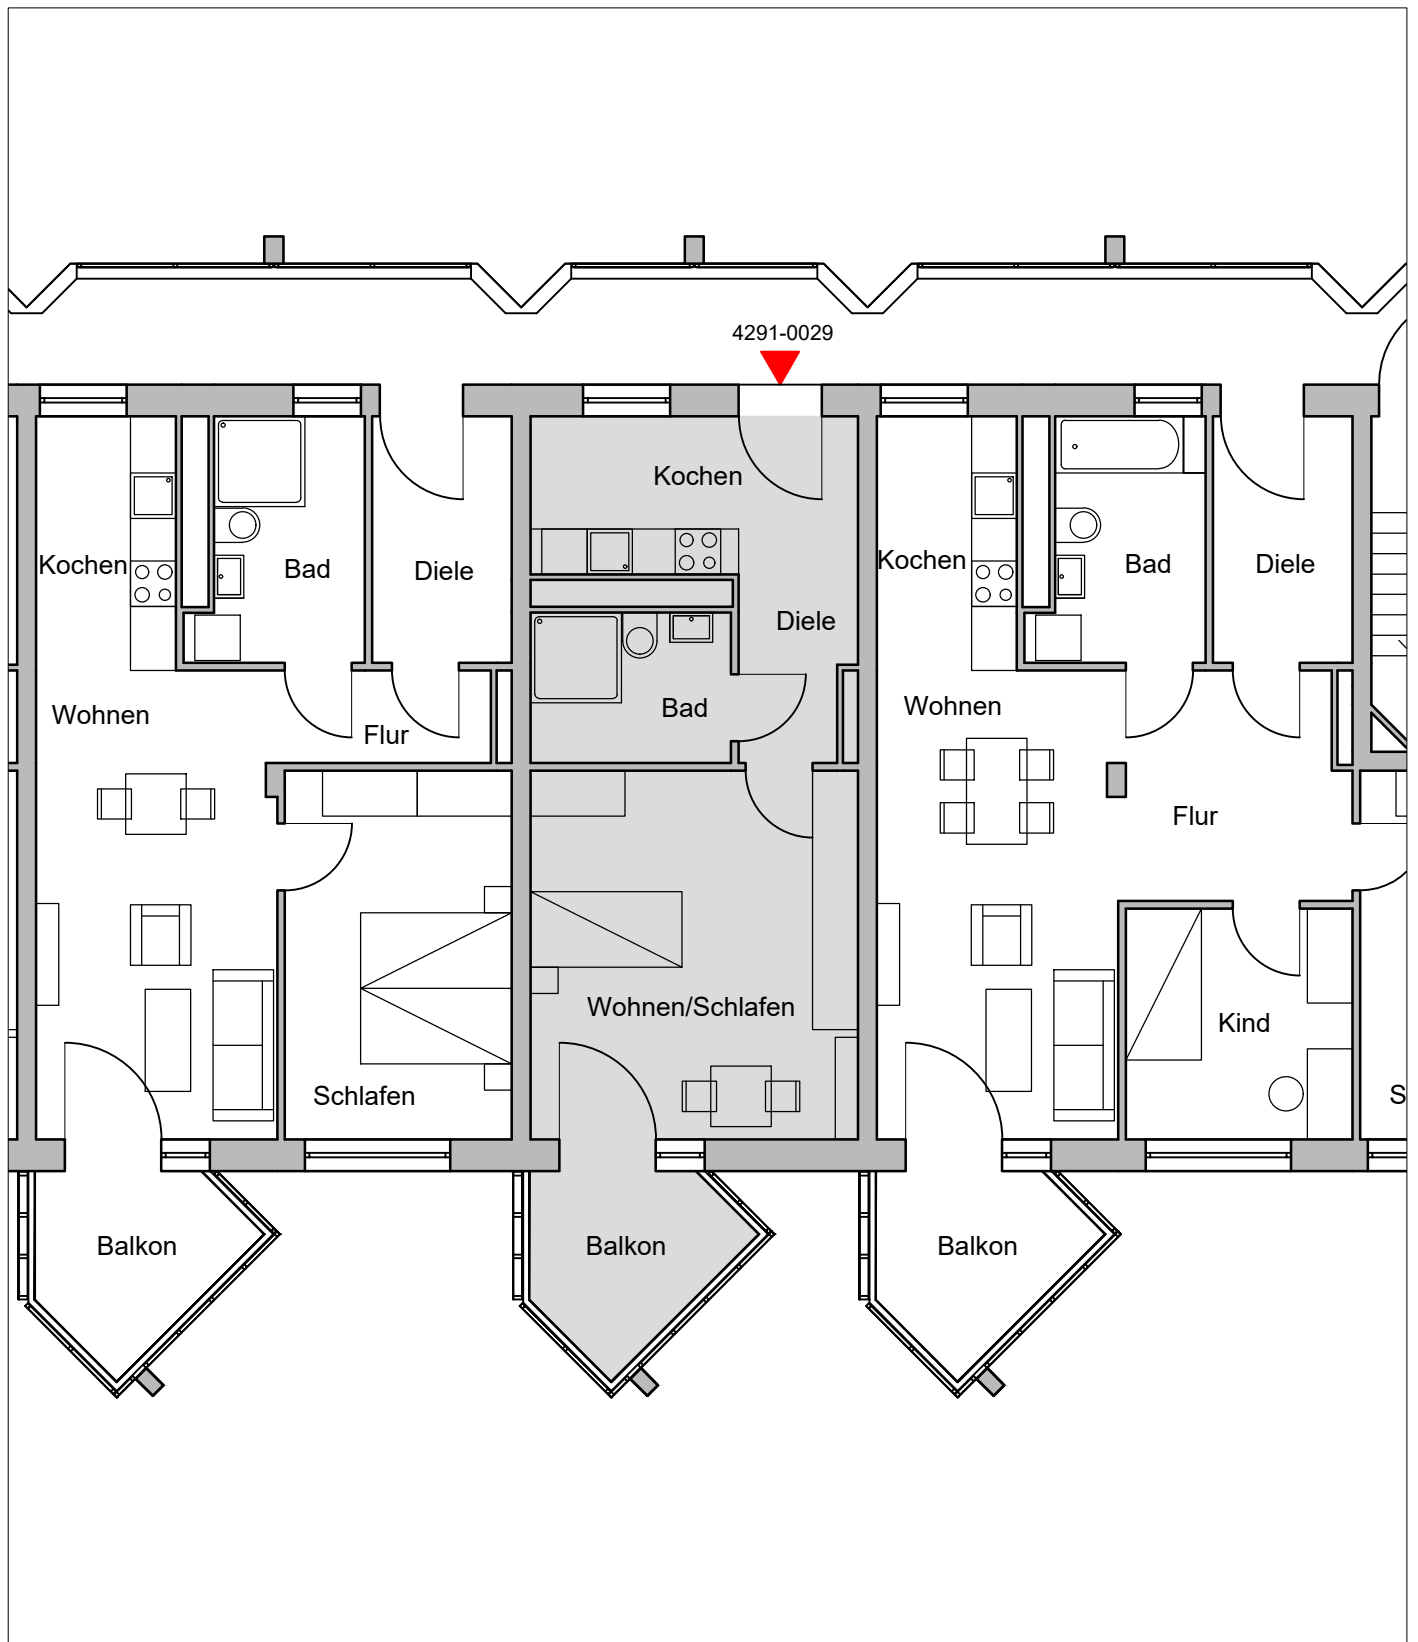 4291-0029
Kochen
Kochen
Bad
Diele
Kochen
Bad
Diele
Diele
Wohnen
Flur
Bad
Wohnen
Flur
Wohnen/Schlafen
Kind
Schlafen
S
Balkon
Balkon
Balkon